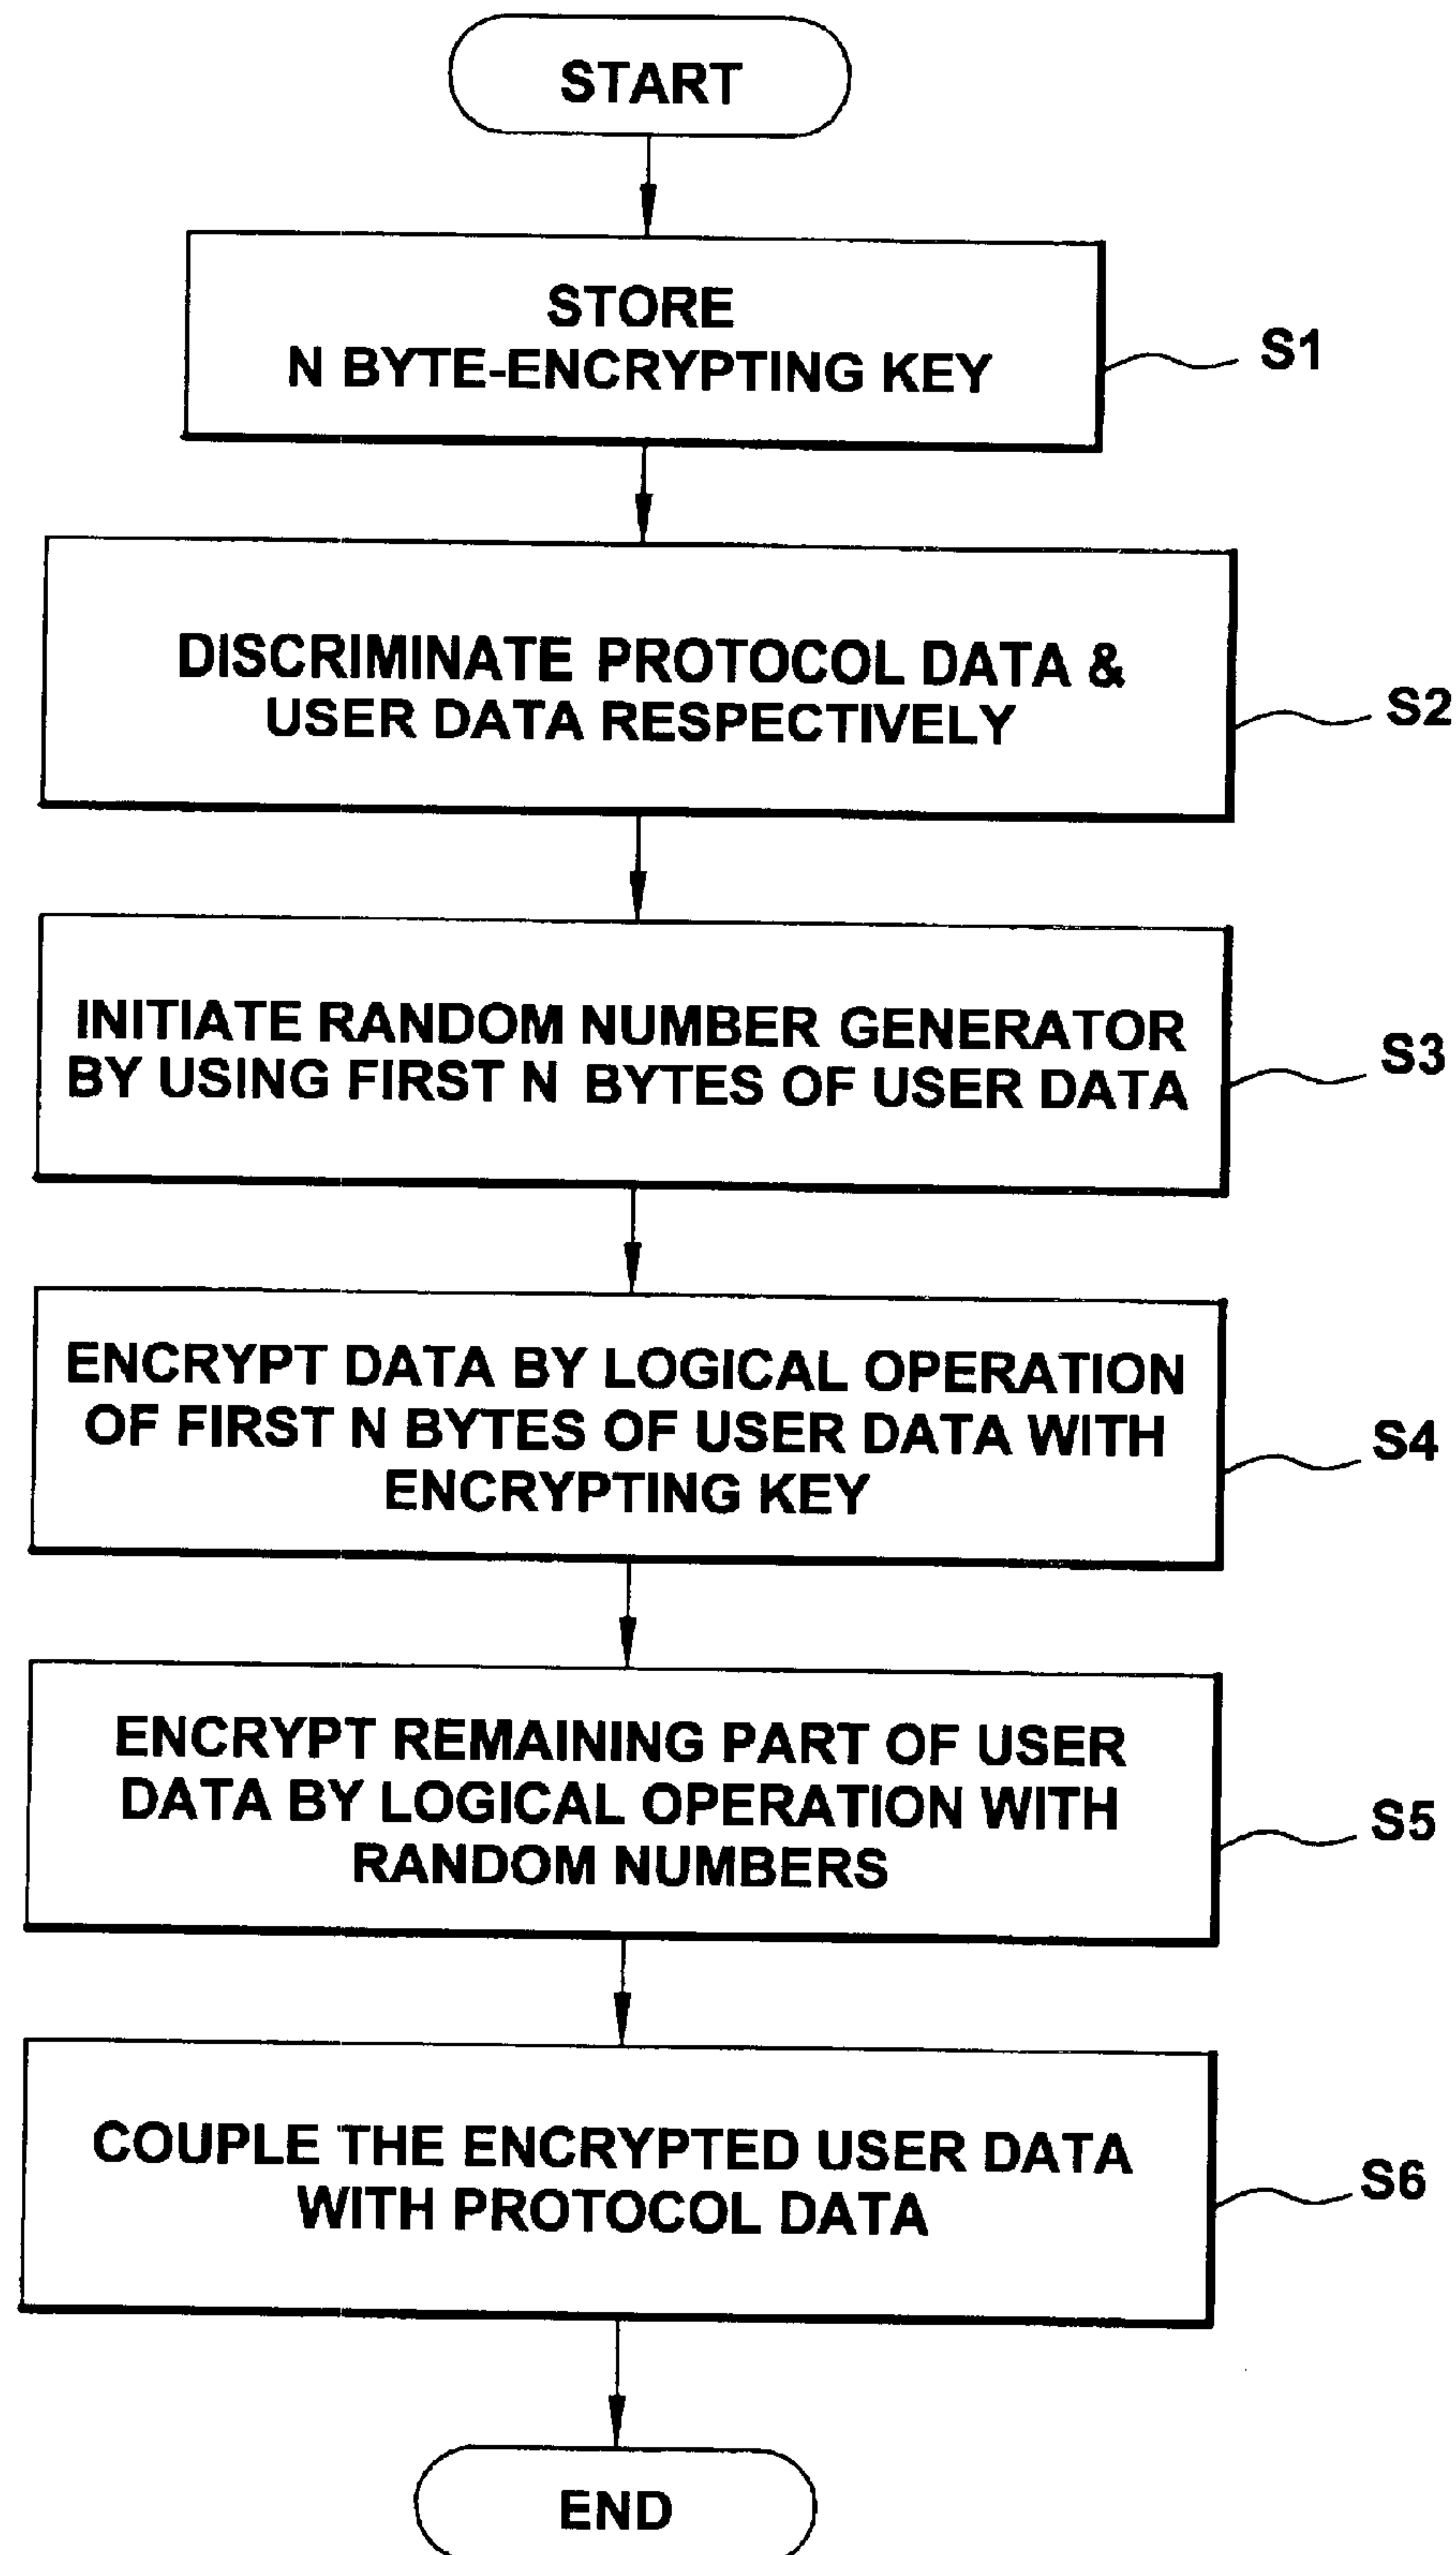 START
STORE
N BYTE-ENCRYPTING KEY
S1
DISCRIMINATE PROTOCOL DATA &
USER DATA RESPECTIVELY
S2
INITIATE RANDOM NUMBER GENERATOR
BY USING FIRST N BYTES OF USER DATA
S3
ENCRYPT DATA BY LOGICAL OPERATION
OF FIRST N BYTES OF USER DATA WITH
ENCRYPTING KEY
S4
ENCRYPT REMAINING PART OF USER
DATA BY LOGICAL OPERATION WITH
RANDOM NUMBERS
S5
COUPLE THE ENCRYPTED USER DATA
WITH PROTOCOL DATA
S6
END